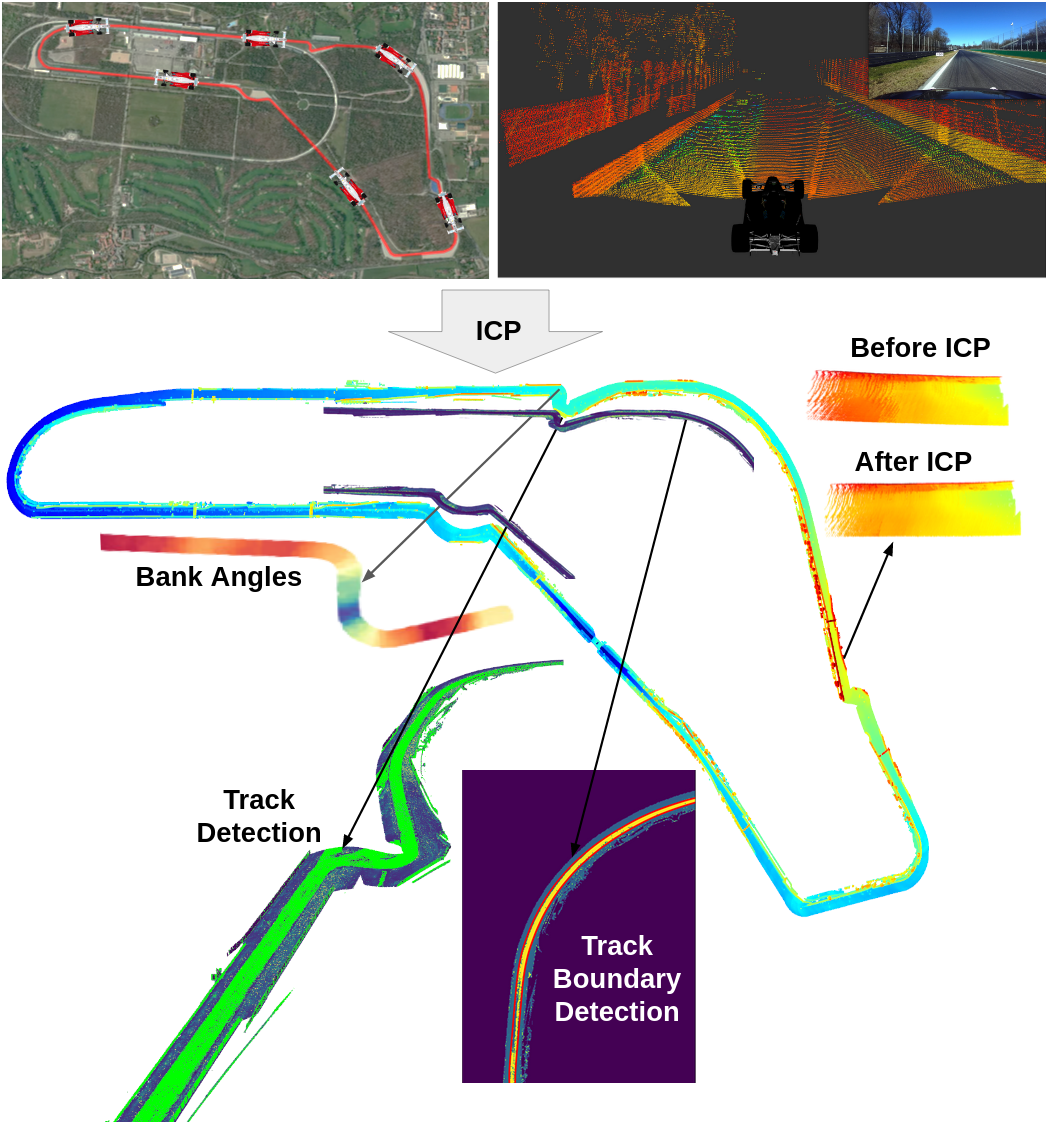 ICP
Before ICP
After ICP
Bank Angles
Track
Detection
Track
Boundary
Detection